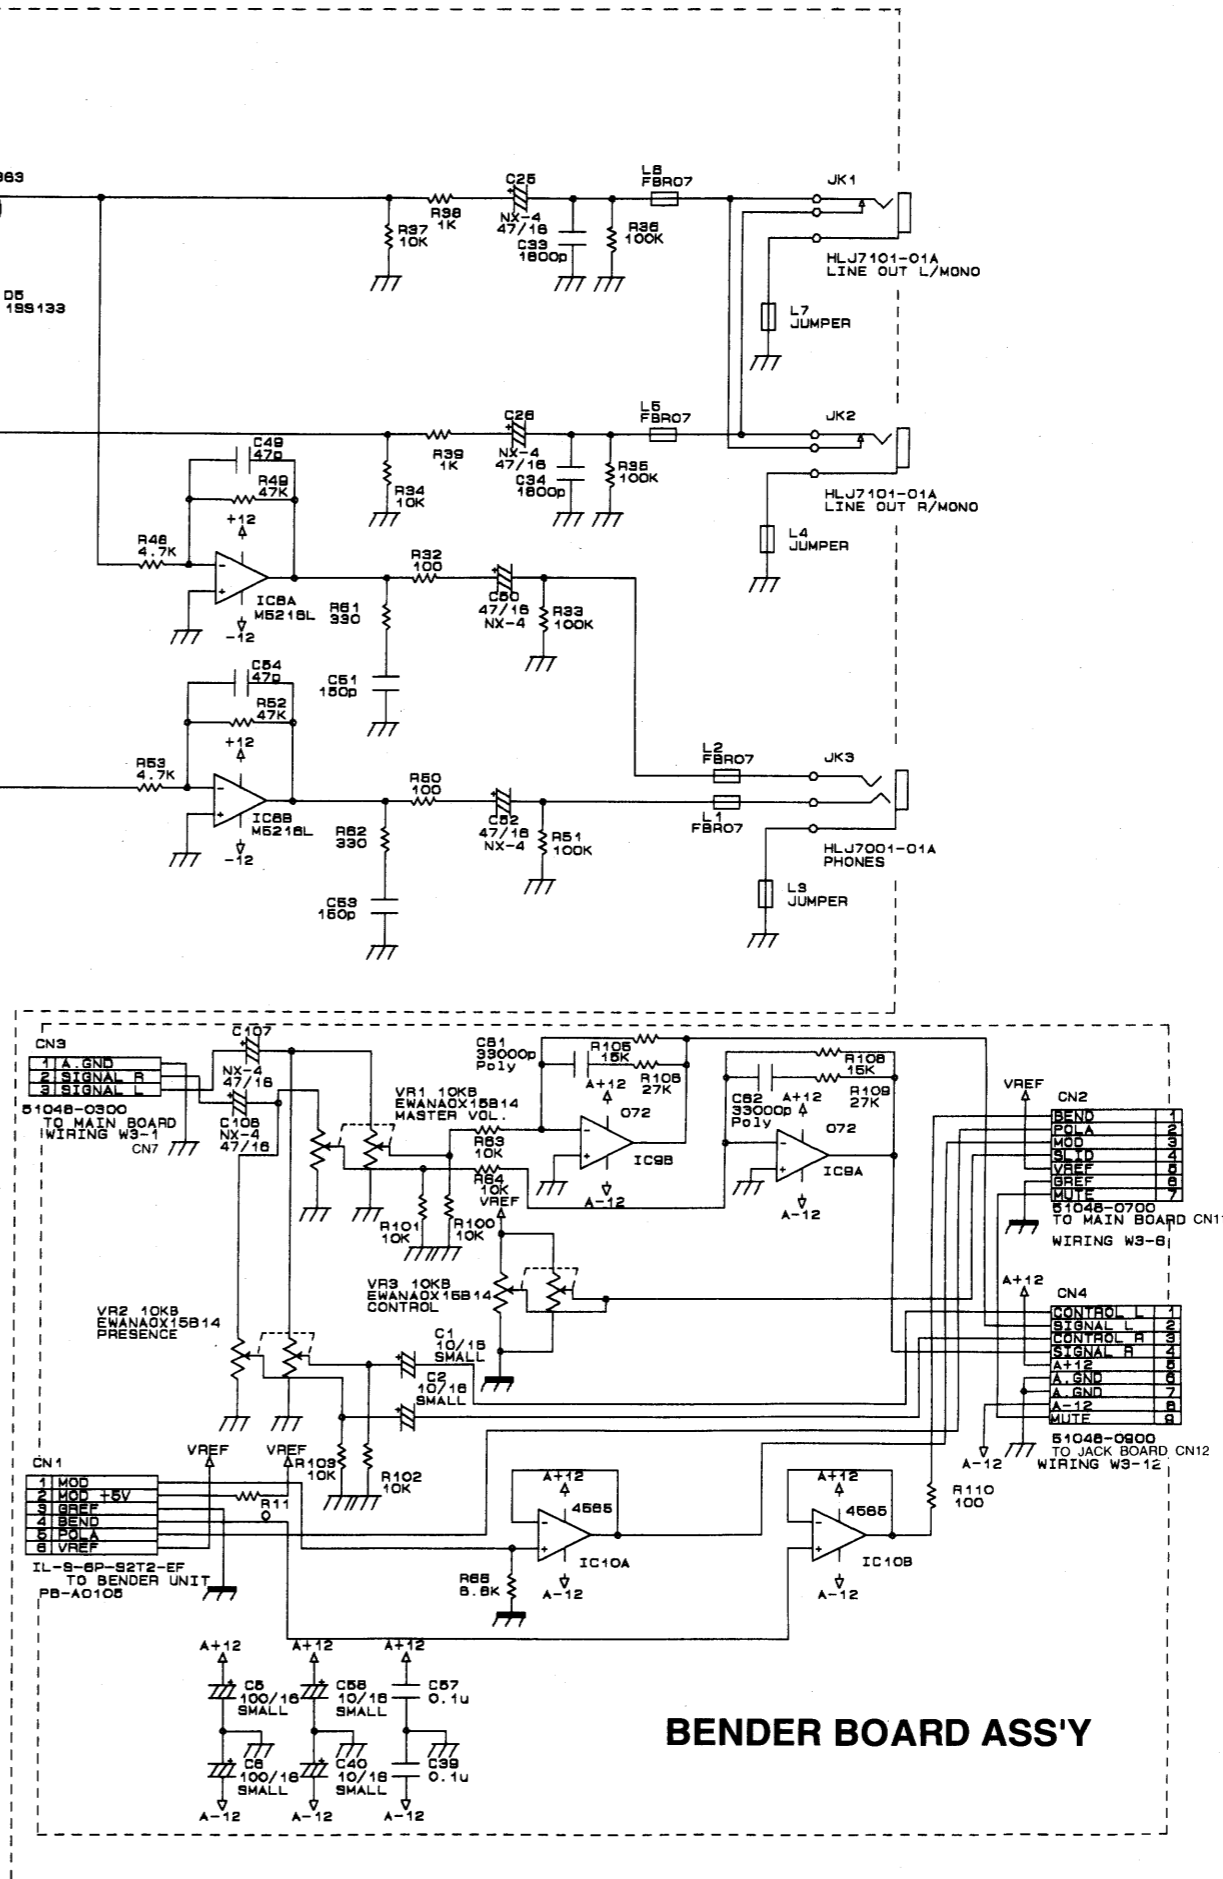 963
D5
1SS133
R37
10K
R38
1K
C25
+
NX-4
47/16
C33
1800p
R36
100K
L6
FBR07
JK1
HLJ7101-01A
LINE OUT L/MONO
L7
JUMPER
C49
47p
R49
47K
+12
R48
4.7K
-
+
IC8A
M5218L
-12
R34
10K
R39
1K
C26
+
NX-4
47/16
C34
1800p
R35
100K
L5
FBR07
JK2
HLJ7101-01A
LINE OUT R/MONO
L4
JUMPER
R61
330
R32
100
+
C50
47/16
NX-4
R33
100K
C51
150p
C54
47p
R52
47K
+12
R53
4.7K
-
+
IC8B
M5218L
-12
R62
330
R50
100
+
C52
47/16
NX-4
R51
100K
C53
150p
L2
FBR07
L1
FBR07
JK3
HLJ7001-01A
PHONES
L3
JUMPER
CN3
1 A.GND
2 SIGNAL R
3 SIGNAL L
51048-0300
TO MAIN BOARD
WIRING W3-1
CN7
C107
+
NX-4
47/16
+
C108
NX-4
47/16
VR1 10KB
EWANAOX15B14
MASTER VOL.
R63
10K
R64
10K
R101
10K
R100
10K
C61
33000p
Poly
R105
15K
R106
27K
A+12
072
-
+
IC9B
A-12
C62
33000p
Poly
R108
15K
R109
27K
A+12
072
-
+
IC9A
A-12
VREF
VR3 10KB
EWANAOX15B14
CONTROL
VREF
CN2
BEND 1
POLA 2
MOD 3
SLID 4
VREF 5
GREF 6
MUTE 7
51048-0700
TO MAIN BOARD CN11
WIRING W3-6
A+12
CN4
CONTROL L 1
SIGNAL L 2
CONTROL R 3
SIGNAL R 4
A+12 5
A.GND 6
A.GND 7
A-12 8
MUTE 9
51048-0900
TO JACK BOARD CN12
WIRING W3-12
A-12
VR2 10KB
EWANAOX15B14
PRESENCE
C1
10/16
SMALL
+
C2
10/16
SMALL
+
R103
10K
R102
10K
VREF
VREF
CN1
1 MOD
2 MOD +5V
3 GREF
4 BEND
5 POLA
6 VREF
IL-S-6P-S2T2-EF
TO BENDER UNIT
PB-A0105
R11
0
A+12
4565
-
+
IC10A
A-12
R65
6.8K
A+12
4565
-
+
IC10B
A-12
R110
100
A+12
A+12
A+12
+
C5
100/16
SMALL
+
C58
10/16
SMALL
C57
0.1u
+
C6
100/16
SMALL
+
C40
10/16
SMALL
C39
0.1u
A-12
A-12
A-12
BENDER BOARD ASS'Y